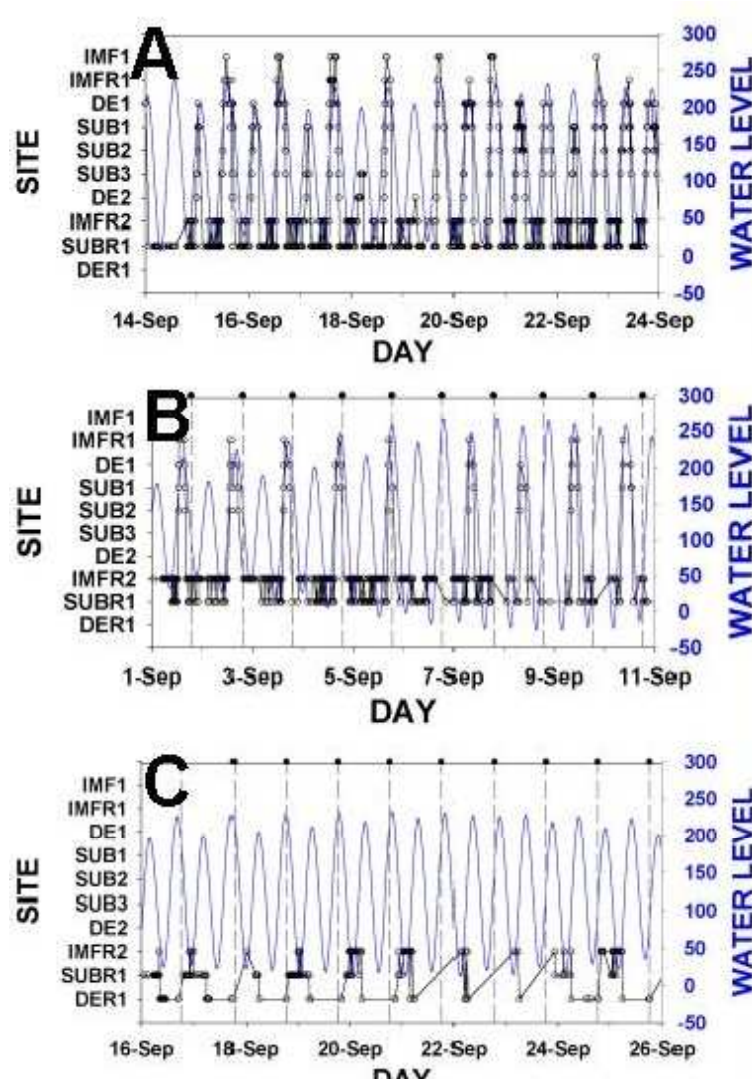 A
IMF1
IMFR1
DE1
SUB1
SUB2
SUB3
DE2
IMFR2
SUBR1
DER1
SITE
300
250
200
150
100
50
0
-50
WATER LEVEL
14-Sep 16-Sep 18-Sep 20-Sep 22-Sep 24-Sep
DAY
B
IMF1
IMFR1
DE1
SUB1
SUB2
SUB3
DE2
IMFR2
SUBR1
DER1
SITE
300
250
200
150
100
50
0
-50
WATER LEVEL
1-Sep 3-Sep 5-Sep 7-Sep 9-Sep 11-Sep
DAY
C
IMF1
IMFR1
DE1
SUB1
SUB2
SUB3
DE2
IMFR2
SUBR1
DER1
SITE
300
250
200
150
100
50
0
-50
WATER LEVEL
16-Sep 18-Sep 20-Sep 22-Sep 24-Sep 26-Sep
DAY